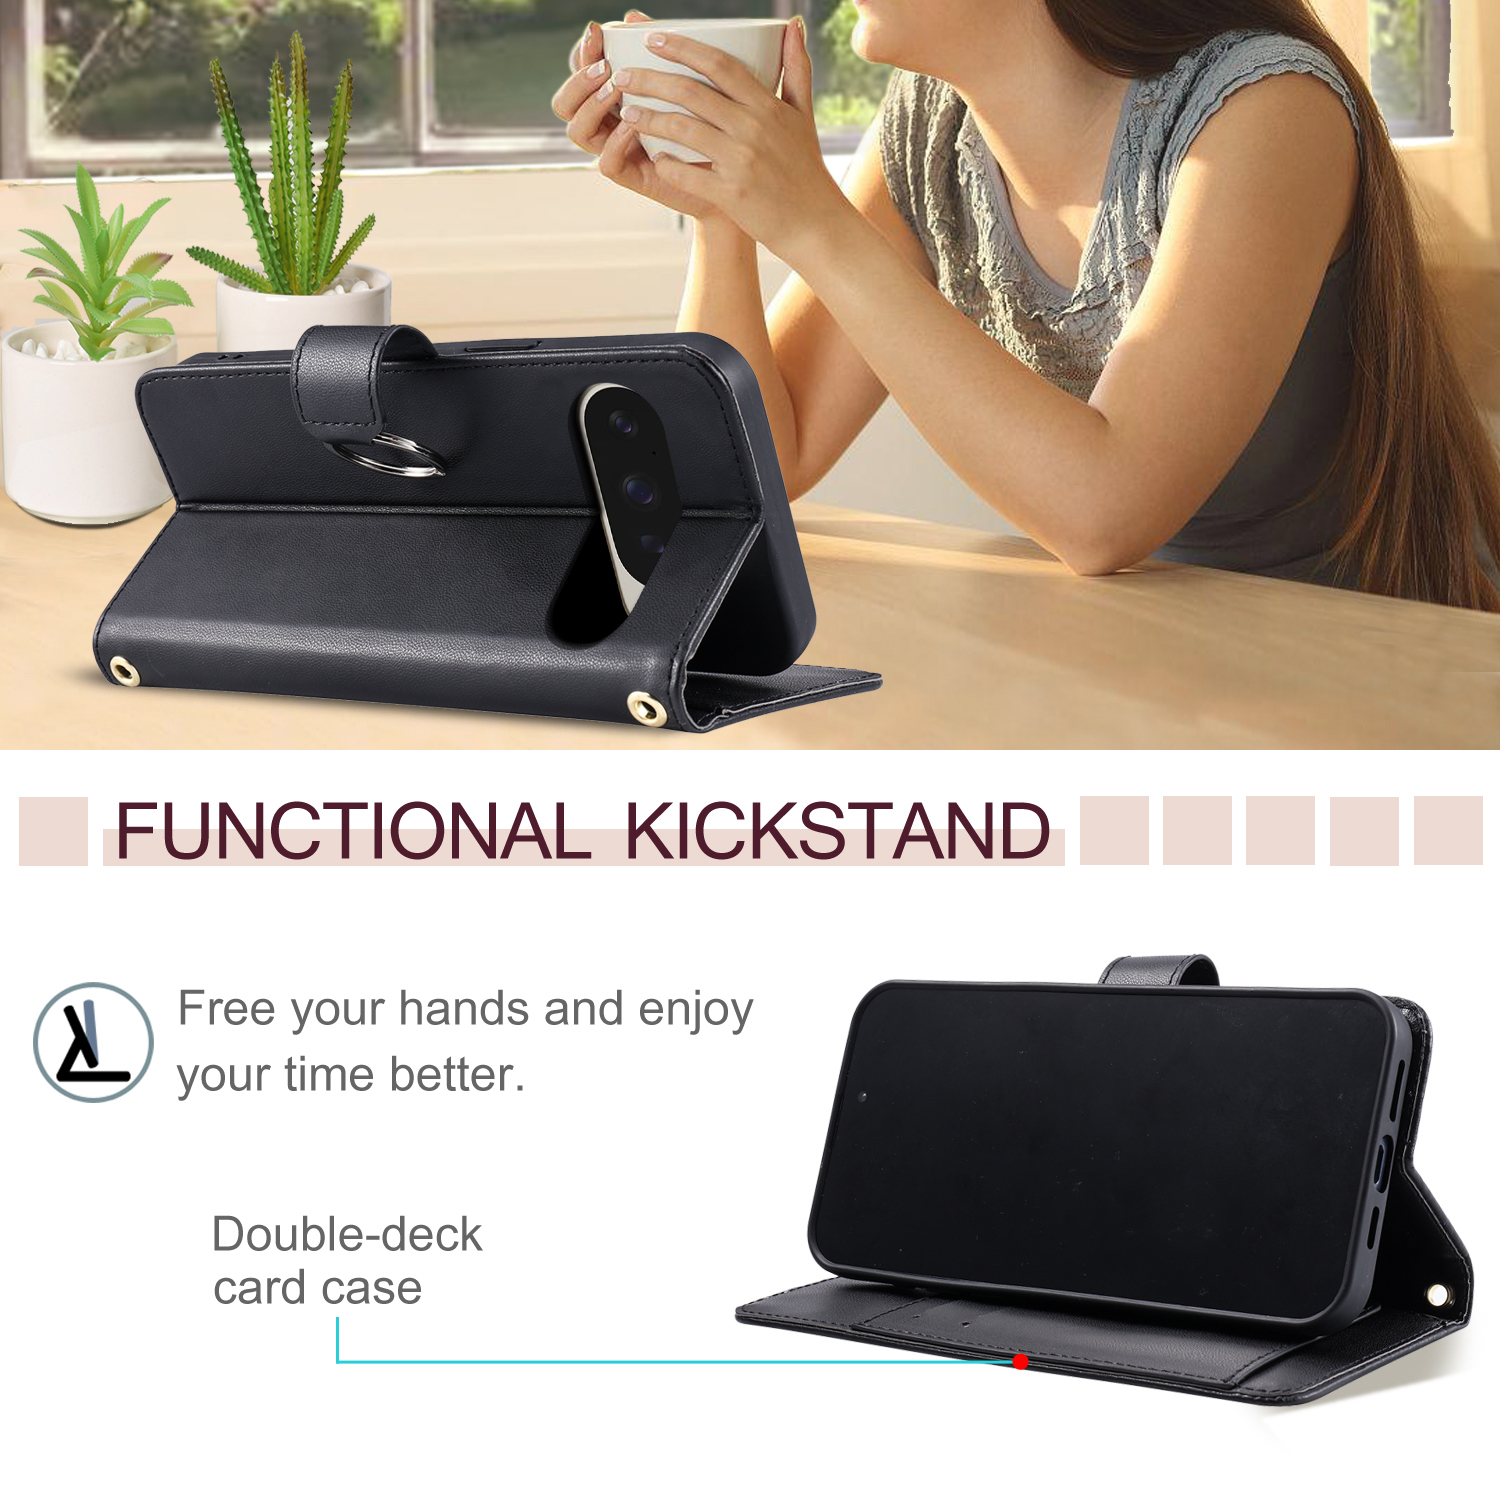 FUNCTIONAL KICKSTAND
Free your hands and enjoy
your time better.
Double-deck
card case